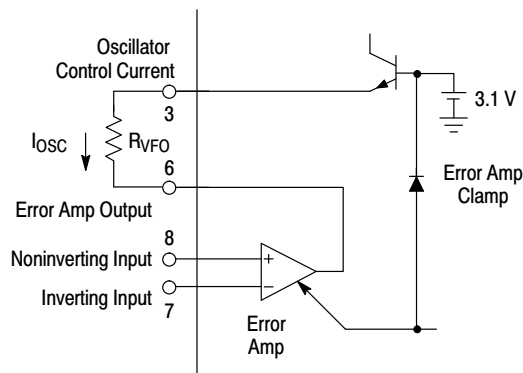 Oscillator
Control Current
3
3.1 V
IOSC
RVFO
6
Error Amp Output
Error Amp
Clamp
8
Noninverting Input
+
Inverting Input
−
7
Error
Amp